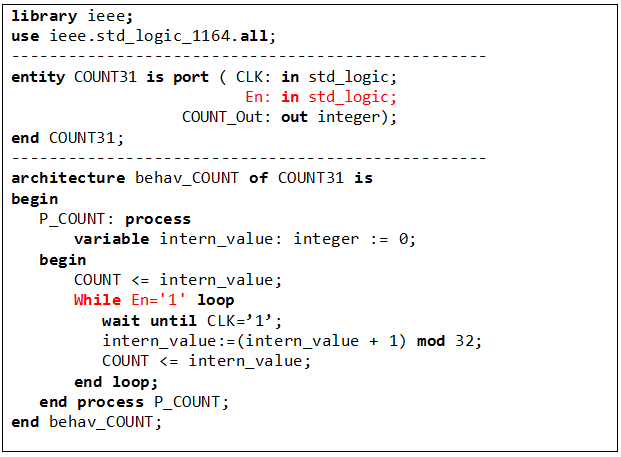 library ieee;
use ieee.std_logic_1164.all;
---------------------------------------------------
entity COUNT31 is port ( CLK: in std_logic;
                         En: in std_logic;
                  COUNT_Out: out integer);
end COUNT31;
---------------------------------------------------
architecture behav_COUNT of COUNT31 is
begin
   P_COUNT: process
       variable intern_value: integer := 0;
   begin
       COUNT <= intern_value;
       While En='1' loop
          wait until CLK=’1’;
          intern_value:=(intern_value + 1) mod 32;
          COUNT <= intern_value;
       end loop;
   end process P_COUNT;
end behav_COUNT;